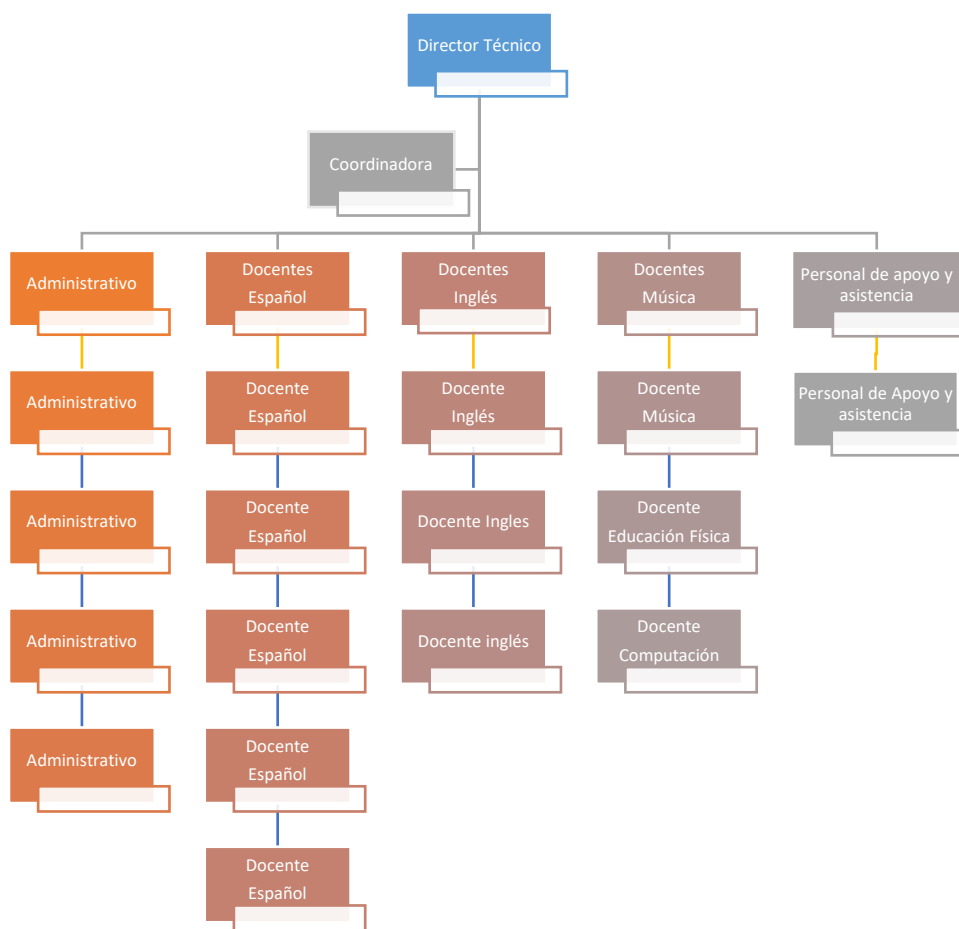 Director Técnico
Coordinadora
Administrativo
Docentes
Español
Docentes
Inglés
Docentes
Música
Personal de apoyo y
asistencia
Administrativo
Docente
Español
Docente
Inglés
Docente
Música
Personal de Apoyo y
asistencia
Administrativo
Docente
Español
Docente Ingles
Docente
Educación Física
Administrativo
Docente
Español
Docente inglés
Docente
Computación
Administrativo
Docente
Español
Docente
Español